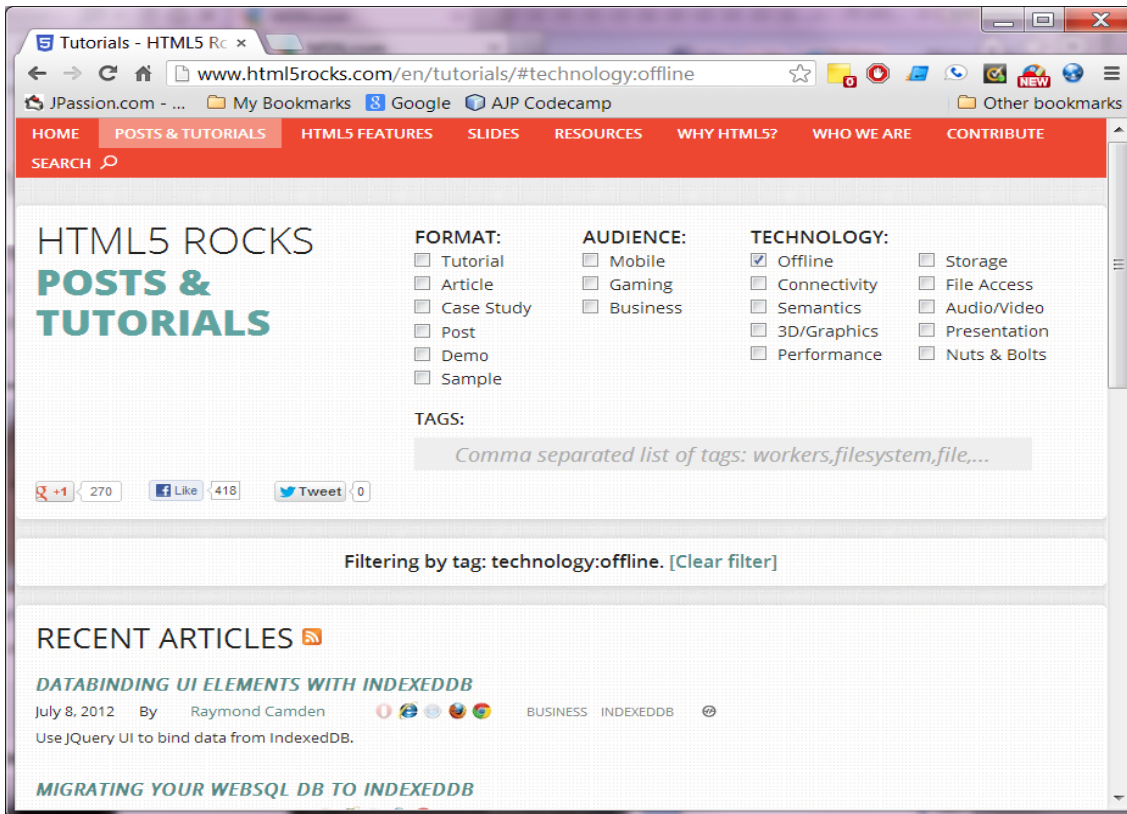 Tutorials - HTML5 Rc ×
www.html5rocks.com/en/tutorials/#technology:offline
0
NEW
JPassion.com - ...
My Bookmarks
Google
AJP Codecamp
Other bookmarks
HOME
POSTS & TUTORIALS
HTML5 FEATURES
SLIDES
RESOURCES
WHY HTML5?
WHO WE ARE
CONTRIBUTE
SEARCH
HTML5 ROCKS
POSTS &
TUTORIALS
FORMAT:
Tutorial
Article
Case Study
Post
Demo
Sample
AUDIENCE:
Mobile
Gaming
Business
TECHNOLOGY:
Offline
Connectivity
Semantics
3D/Graphics
Performance
Storage
File Access
Audio/Video
Presentation
Nuts & Bolts
TAGS:
Comma separated list of tags: workers,filesystem,file,...
+1 270
Like 418
Tweet 0
Filtering by tag: technology:offline. [Clear filter]
RECENT ARTICLES
DATABINDING UI ELEMENTS WITH INDEXEDDB
July 8, 2012 By Raymond Camden BUSINESS INDEXEDDB
Use JQuery UI to bind data from IndexedDB.
MIGRATING YOUR WEBSQL DB TO INDEXEDDB